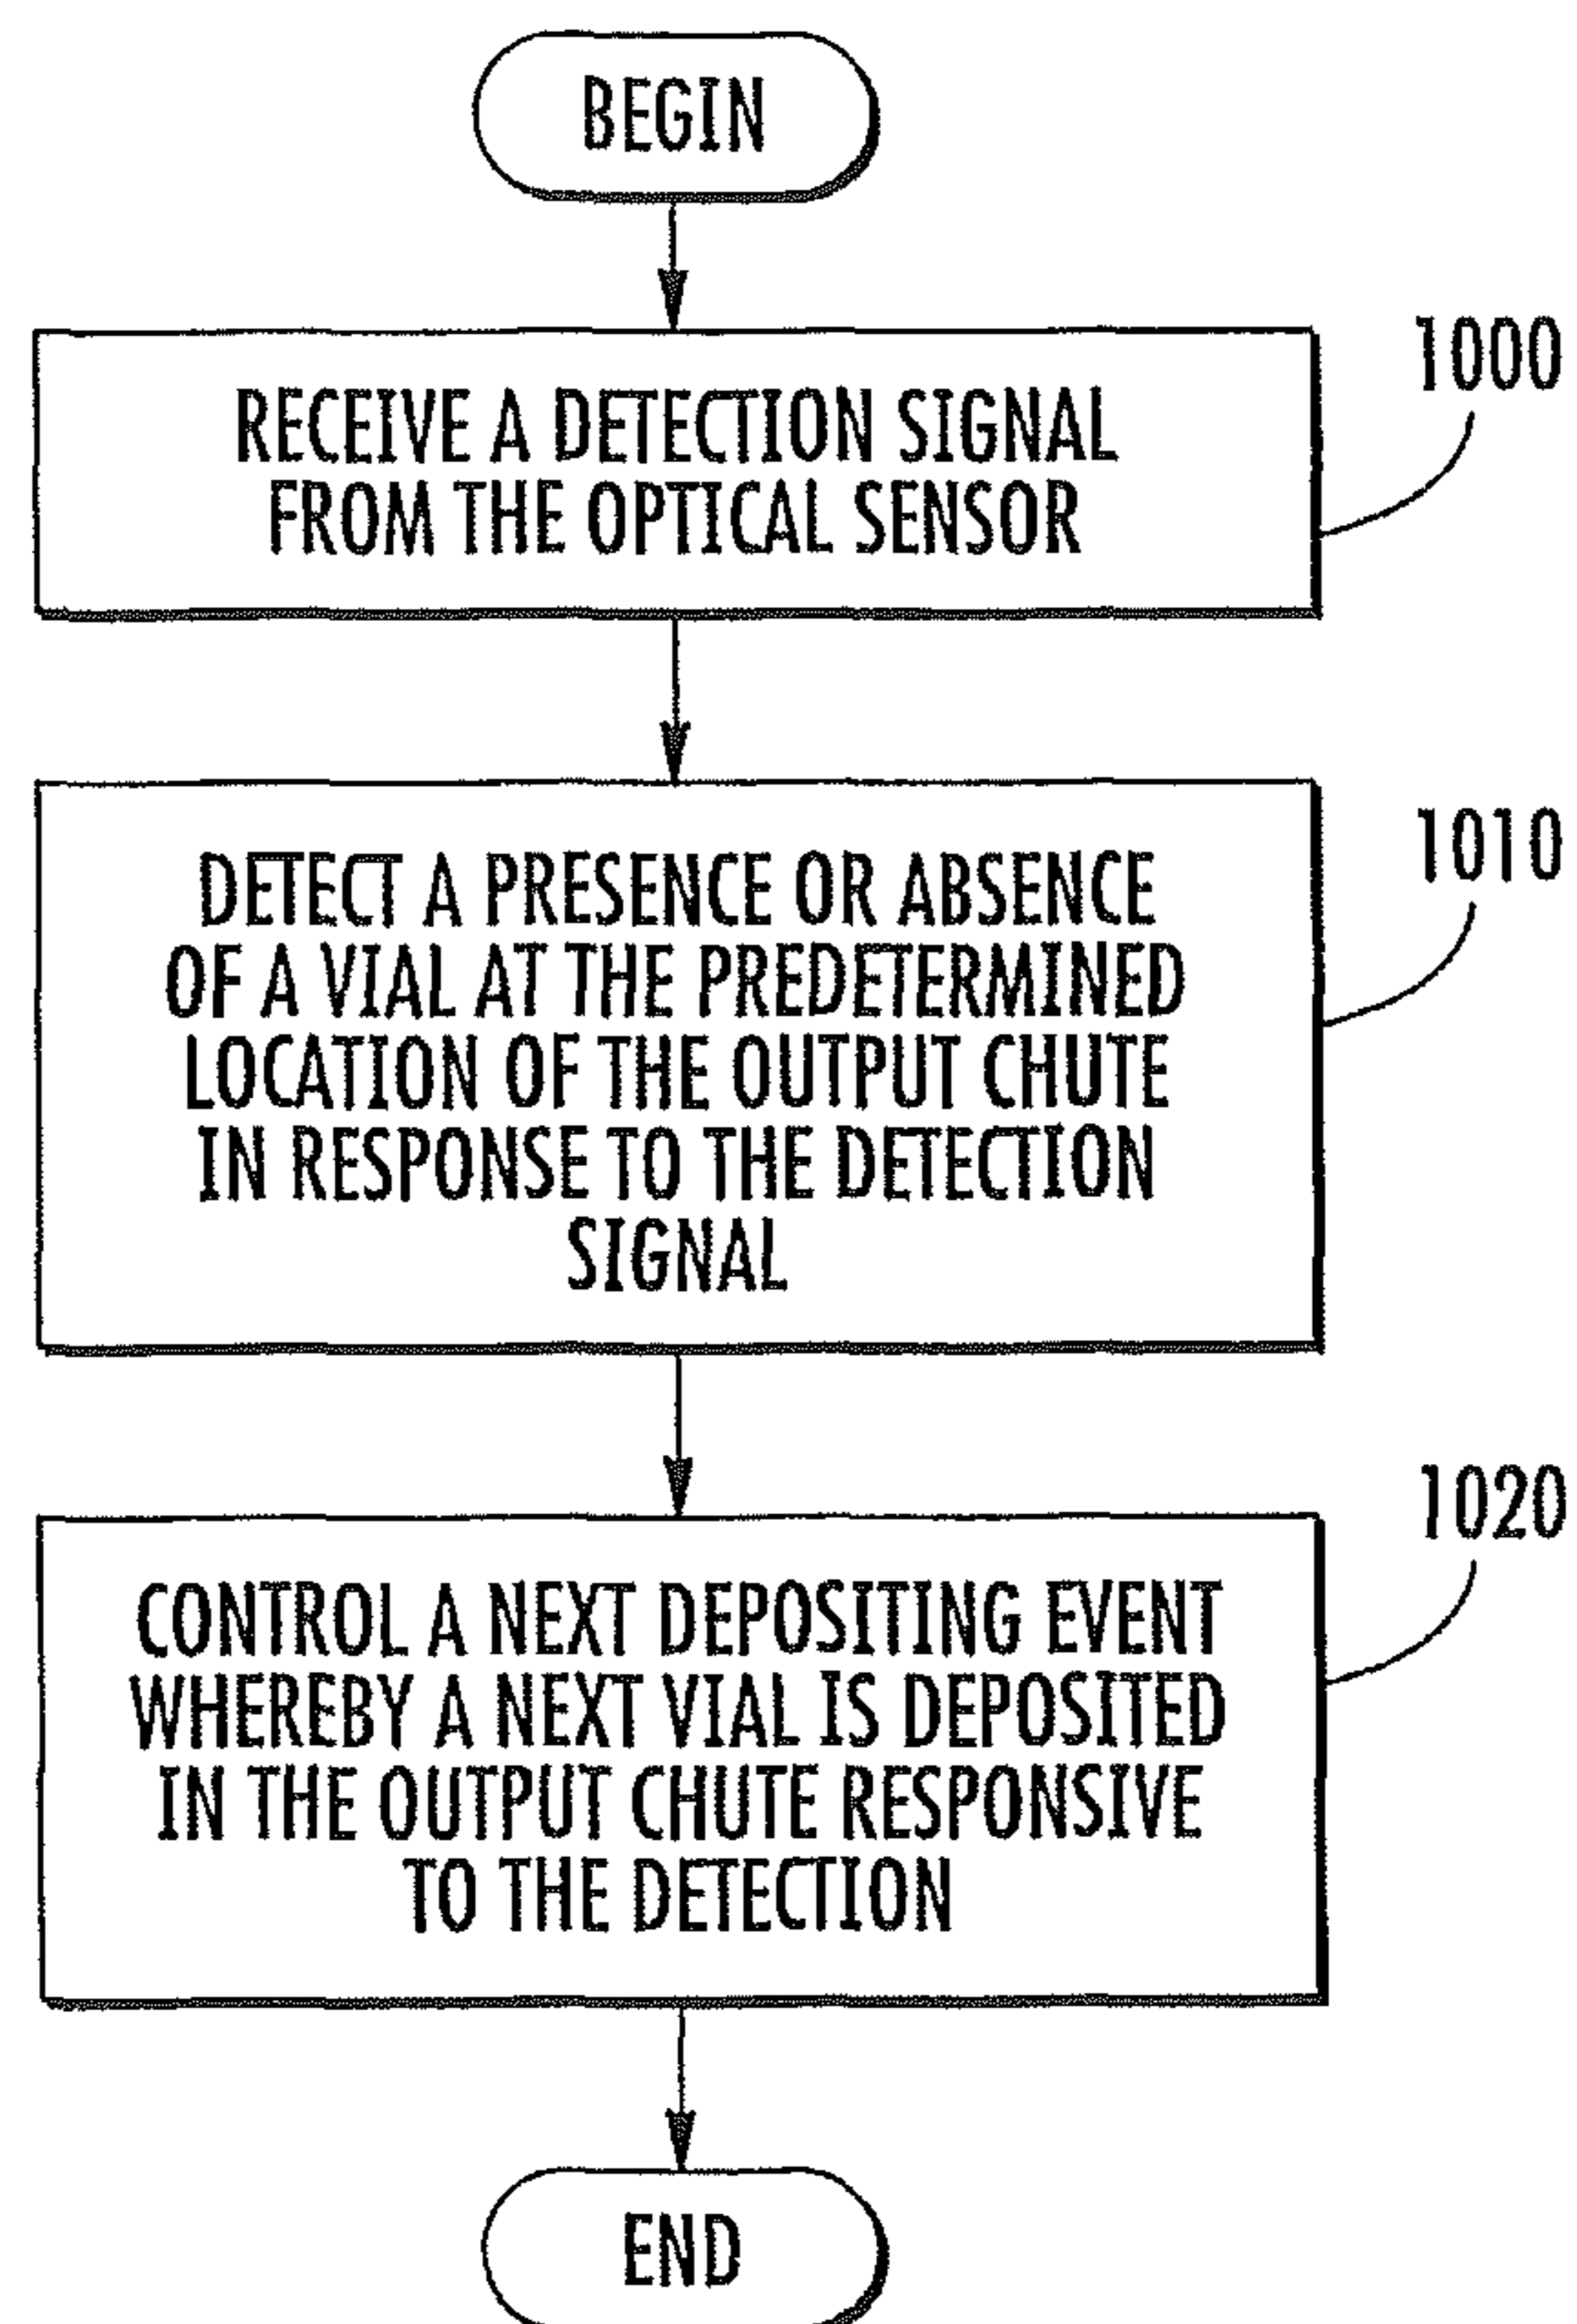 BEGIN
RECEIVE A DETECTION SIGNAL
FROM THE OPTICAL SENSOR
1000
DETECT A PRESENCE OR ABSENCE
OF A VIAL AT THE PREDETERMINED
LOCATION OF THE OUTPUT CHUTE
IN RESPONSE TO THE DETECTION
SIGNAL
1010
CONTROL A NEXT DEPOSITING EVENT
WHEREBY A NEXT VIAL IS DEPOSITED
IN THE OUTPUT CHUTE RESPONSIVE
TO THE DETECTION
1020
END